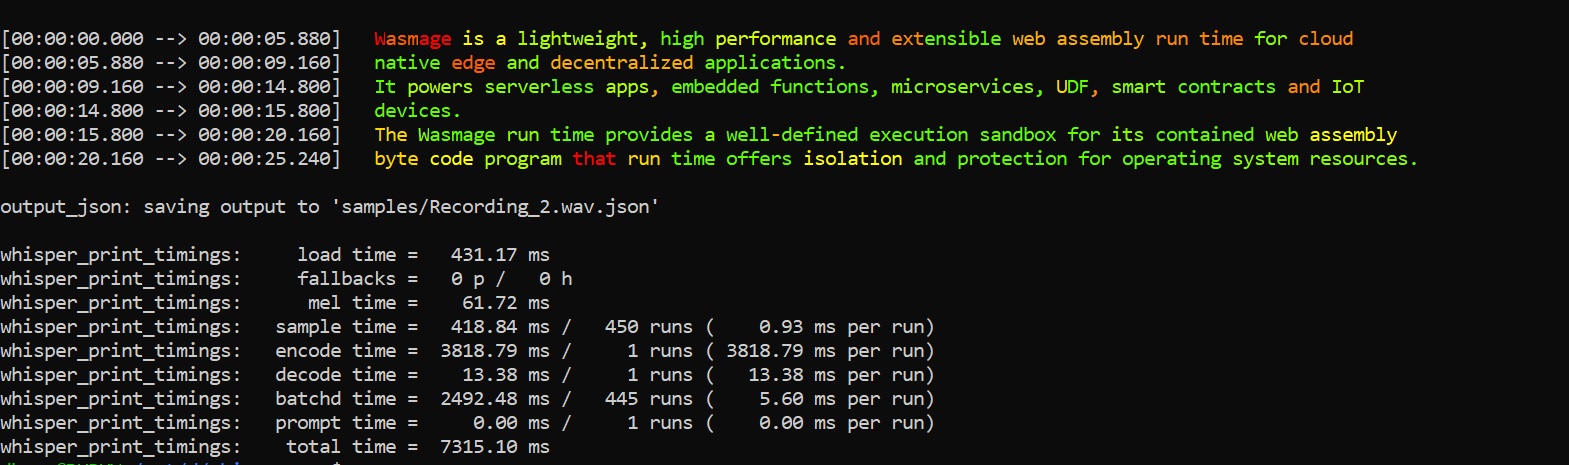 [00:00:00.000 --> 00:00:05.880]   Wasmage is a lightweight, high performance and extensible web assembly run time for cloud
[00:00:05.880 --> 00:00:09.160]   native edge and decentralized applications.
[00:00:09.160 --> 00:00:14.800]   It powers serverless apps, embedded functions, microservices, UDF, smart contracts and IoT
[00:00:14.800 --> 00:00:15.800]   devices.
[00:00:15.800 --> 00:00:20.160]   The Wasmage run time provides a well-defined execution sandbox for its contained web assembly
[00:00:20.160 --> 00:00:25.240]   byte code program that run time offers isolation and protection for operating system resources.
output_json: saving output to 'samples/Recording_2.wav.json'
whisper_print_timings:     load time =   431.17 ms
whisper_print_timings:     fallbacks =   0 p /   0 h
whisper_print_timings:      mel time =    61.72 ms
whisper_print_timings:   sample time =   418.84 ms /   450 runs (    0.93 ms per run)
whisper_print_timings:   encode time =  3818.79 ms /     1 runs ( 3818.79 ms per run)
whisper_print_timings:   decode time =    13.38 ms /     1 runs (   13.38 ms per run)
whisper_print_timings:   batchd time =  2492.48 ms /   445 runs (    5.60 ms per run)
whisper_print_timings:   prompt time =     0.00 ms /     1 runs (    0.00 ms per run)
whisper_print_timings:    total time =  7315.10 ms